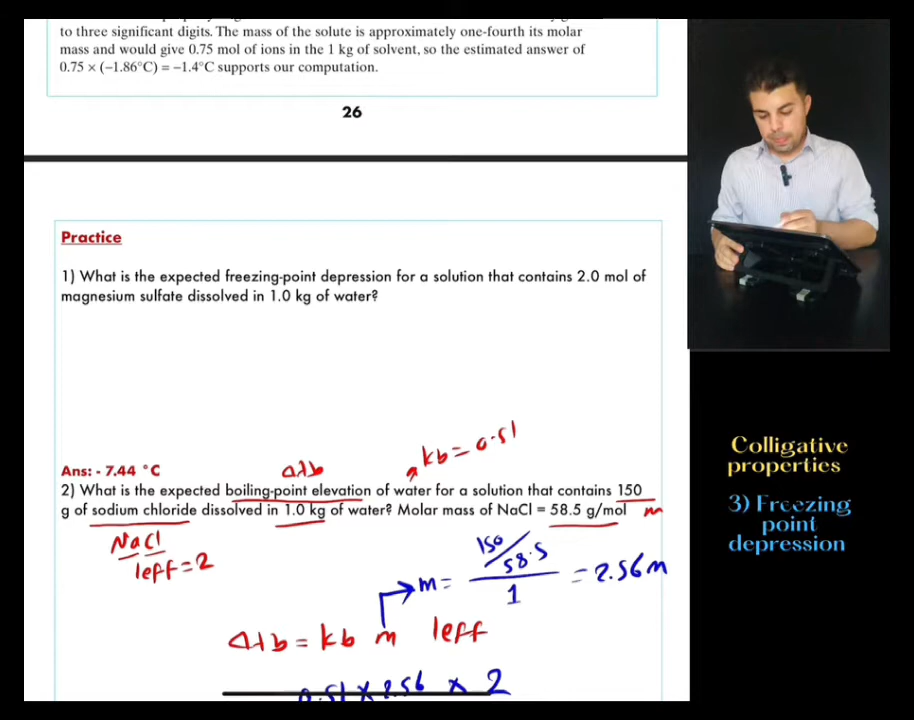 to three significant digits. The mass of the solute is approximately one-fourth its molar
mass and would give 0.75 mol of ions in the 1 kg of solvent, so the estimated answer of
0.75 × (−1.86°C) = −1.4°C supports our computation.
26
Practice
1) What is the expected freezing-point depression for a solution that contains 2.0 mol of
magnesium sulfate dissolved in 1.0 kg of water?
kb = 0.51
Ans: - 7.44 °C
Δtb
2) What is the expected boiling-point elevation of water for a solution that contains 150
g of sodium chloride dissolved in 1.0 kg of water? Molar mass of NaCl = 58.5 g/mol
m
NaCl
ieff = 2
m = 150/58.5 / 1 = 2.56 m
Δtb = kb m ieff
0.51 × 2.56 × 2
Colligative
properties
3) Freezing
point
depression